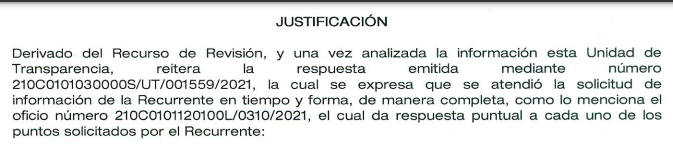 JUSTIFICACIÓN
Derivado del Recurso de Revisión, y una vez analizada la información esta Unidad de
Transparencia, reitera la respuesta emitida mediante número
210C0101030000S/UT/001559/2021, la cual se expresa que se atendió la solicitud de
información de la Recurrente en tiempo y forma, de manera completa, como lo menciona el
oficio número 210C0101120100L/0310/2021, el cual da respuesta puntual a cada uno de los
puntos solicitados por el Recurrente: